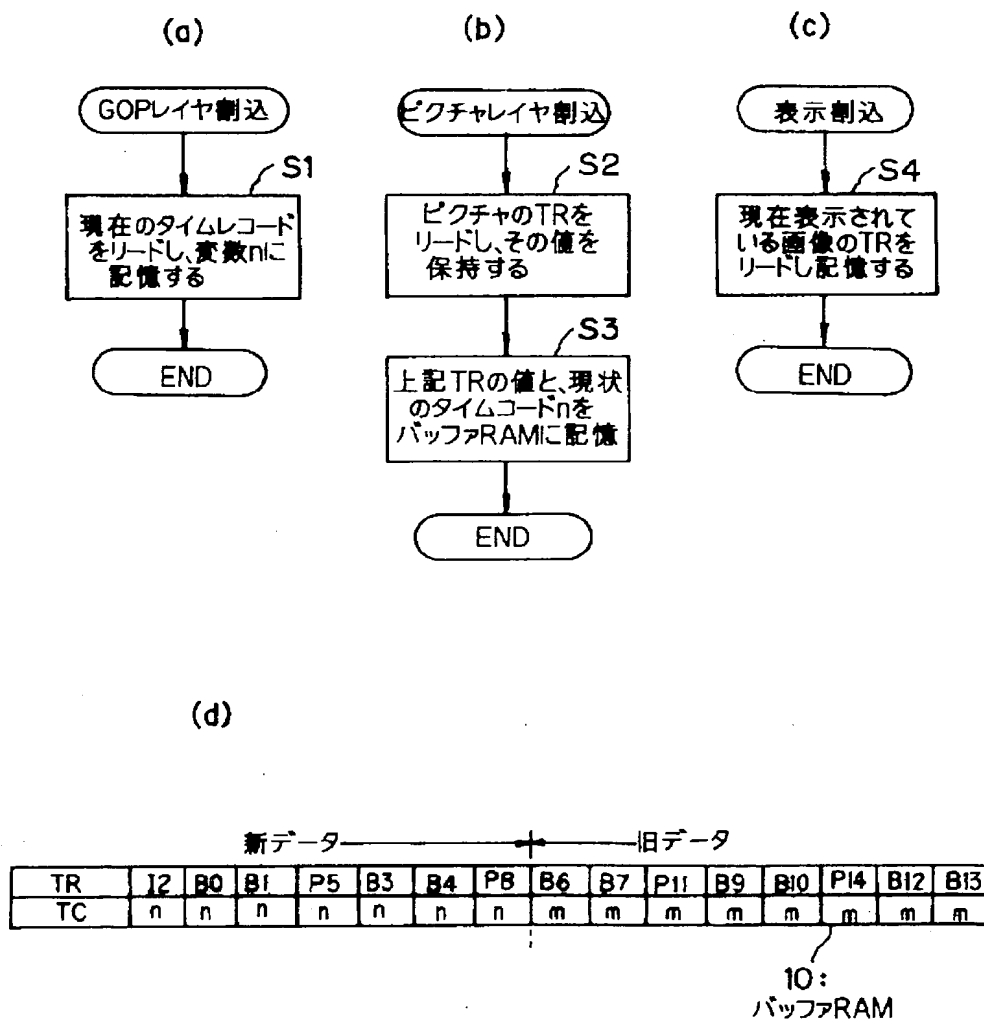 (a)
(b)
(c)
GOPレイヤ割込
ピクチャレイヤ割込
表示割込
S1
S2
S4
現在のタイムレコード
をリードし、変数nに
記憶する
ピクチャのTRを
リードし、その値を
保持する
現在表示されて
いる画像のTRを
リードし記憶する
S3
END
上記TRの値と、現状
のタイムコードnを
バッファRAMに記憶
END
END
(d)
新データ
旧データ
TR I2 B0 B1 P5 B3 B4 P8 B6 B7 P11 B9 B10 P14 B12 B13
TC n n n n n n n m m m m m m m m
10:
バッファRAM